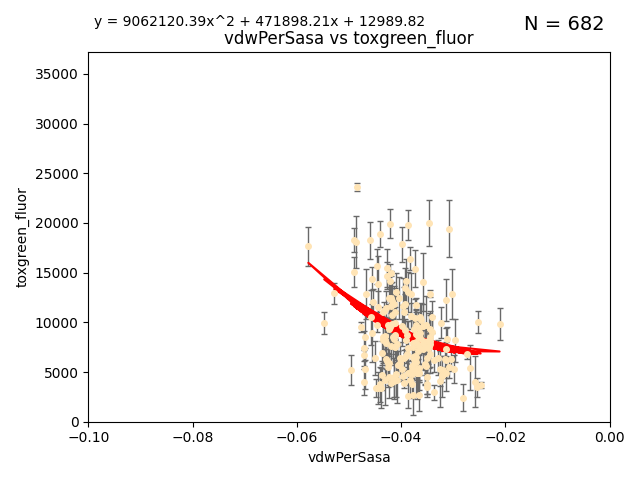 y = 9062120.39x^2 + 471898.21x + 12989.82
N = 682
vdwPerSasa vs toxgreen_fluor
35000
30000
25000
20000
15000
10000
5000
0
toxgreen_fluor
−0.10
−0.08
−0.06
−0.04
−0.02
0.00
vdwPerSasa